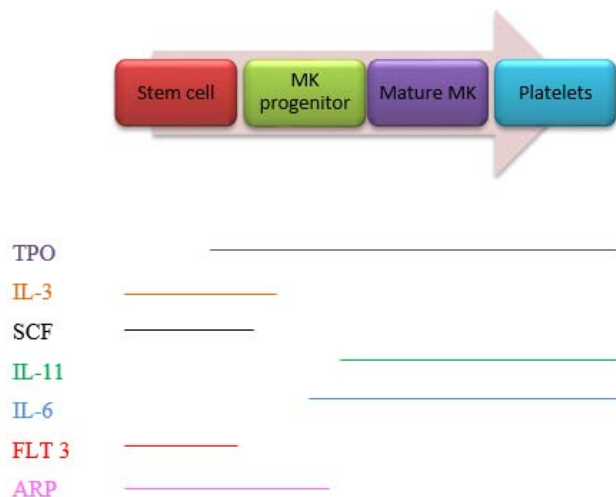 Stem cell
MK
progenitor
Mature MK
Platelets
TPO
IL-3
SCF
IL-11
IL-6
FLT 3
ARP